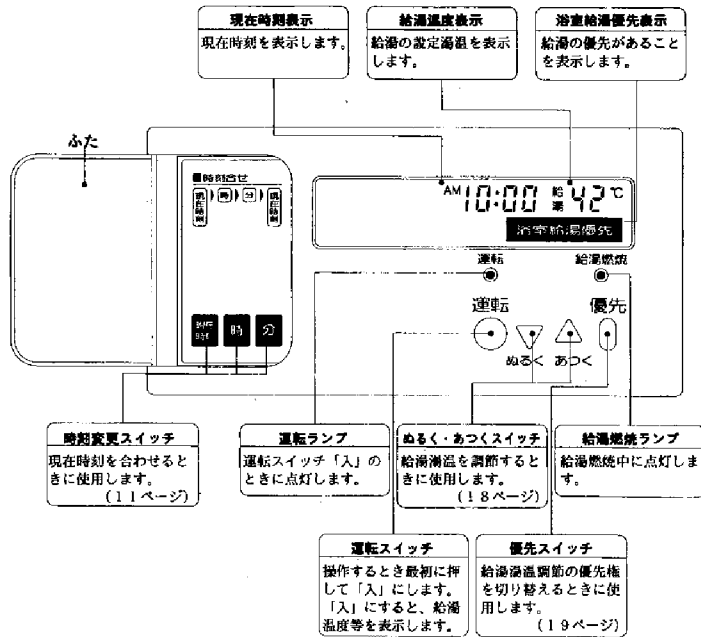 現在時刻表示
現在時刻を表示します。
給湯温度表示
給湯の設定湯温を表示
します。
浴室給湯優先表示
給湯の優先があること
を表示します。
ふた
■時刻合せ
現在時刻
時
分
現在時刻
現在時刻
時
分
AM 10:00 給湯 42℃
浴室給湯優先
運転
給湯燃焼
運転
優先
ぬるく
あつく
時刻変更スイッチ
現在時刻を合わせると
きに使用します。
(11ページ)
運転ランプ
運転スイッチ「入」の
ときに点灯します。
ぬるく・あつくスイッチ
給湯湯温を調節すると
きに使用します。
(18ページ)
給湯燃焼ランプ
給湯燃焼中に点灯しま
す。
運転スイッチ
操作するとき最初に押
して「入」にします。
「入」にすると、給湯
温度等を表示します。
優先スイッチ
給湯湯温調節の優先権
を切り替えるときに使
用します。
(19ページ)